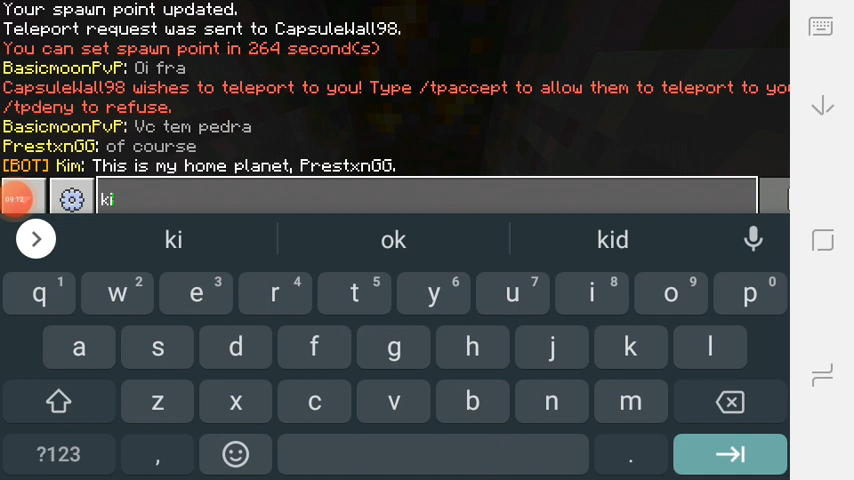 Your spawn point updated.
Teleport request was sent to CapsuleWall98.
You can set spawn point in 264 second(s)
BasicmoonPvP: Oi fra
CapsuleWall98 wishes to teleport to you! Type /tpaccept to allow them to teleport to you
/tpdeny to refuse.
BasicmoonPvP: Vc tem pedra
PrestxnGG: of course
[BOT] Kim: This is my home planet, PrestxnGG.
09:12
ki
ki ok kid
q 1 w 2 e 3 r 4 t 5 y 6 u 7 i 8 o 9 p 0
a s d f g h j k l
z x c v b n m
?123 , .